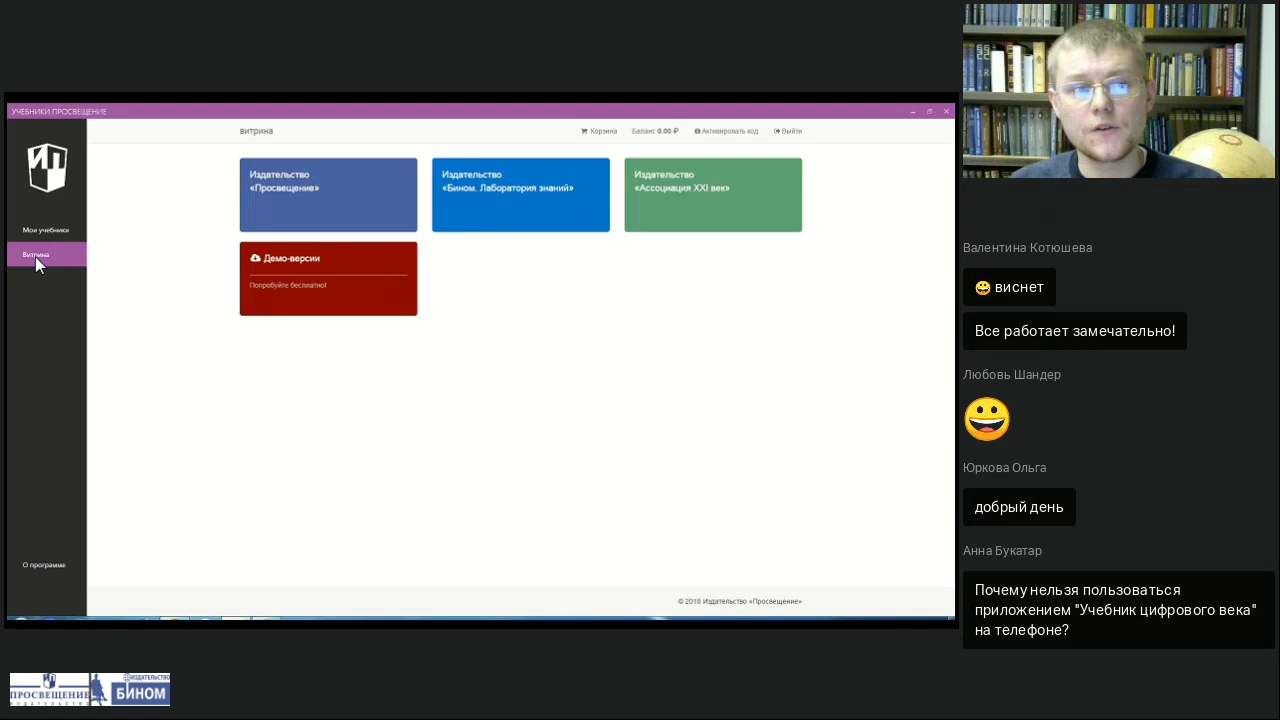 УЧЕБНИКИ ПРОСВЕЩЕНИЕ
витрина
Корзина
Баланс 0.00 ₽
Активировать код
Выйти
Мои учебники
Витрина
О программе
Издательство
«Просвещение»
Издательство
«Бином. Лаборатория знаний»
Издательство
«Ассоциация XXI век»
Демо-версии
Попробуйте бесплатно!
© 2018 Издательство «Просвещение»
Валентина Котюшева
😀 виснет
Все работает замечательно!
Любовь Шандер
😀
Юркова Ольга
добрый день
Анна Букатар
Почему нельзя пользоваться
приложением "Учебник цифрового века"
на телефоне?
ПРОСВЕЩЕНИЕ
ИЗДАТЕЛЬСТВО
ИЗДАТЕЛЬСТВО
БИНОМ